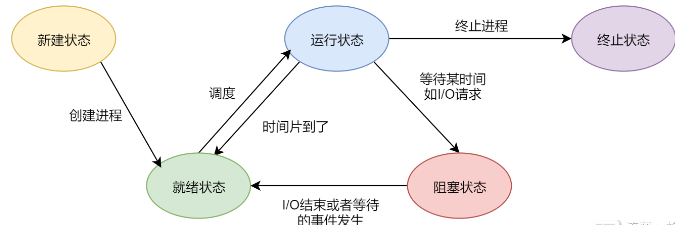 新建状态
运行状态
终止状态
终止进程
调度
等待某时间
如I/O请求
创建进程
时间片到了
就绪状态
阻塞状态
I/O结束或者等待
的事件发生